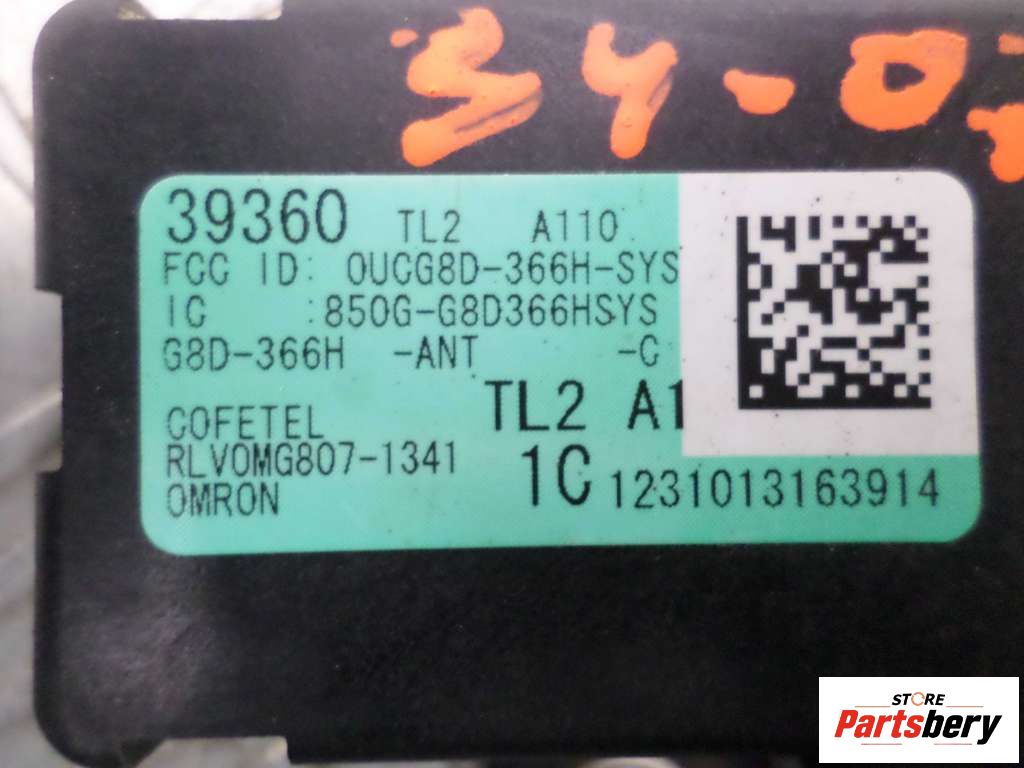 34-0
39360 TL2 A110
FCC ID: OUCG8D-366H-SYS
IC :850G-G8D366HSYS
G8D-366H -ANT -C
TL2 A1
COFETEL
RLVOMG807-1341
1C 1231013163914
OMRON
STORE
Partsbery